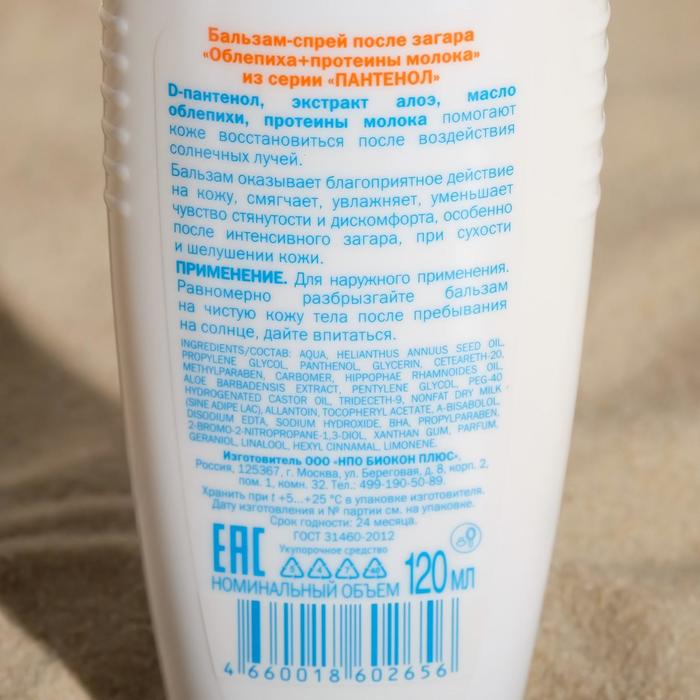 Бальзам-спрей после загара
«Облепиха+протеины молока»
из серии «ПАНТЕНОЛ»
D-пантенол, экстракт алоэ, масло
облепихи, протеины молока помогают
коже восстановиться после воздействия
солнечных лучей.
Бальзам оказывает благоприятное действие
на кожу, смягчает, увлажняет, уменьшает
чувство стянутости и дискомфорта, особенно
после интенсивного загара, при сухости
и шелушении кожи.
ПРИМЕНЕНИЕ. Для наружного применения.
Равномерно разбрызгайте бальзам
на чистую кожу тела после пребывания
на солнце, дайте впитаться.
INGREDIENTS/СОСТАВ: AQUA, HELIANTHUS ANNUUS SEED OIL,
PROPYLENE GLYCOL, PANTHENOL, GLYCERIN, CETEARETH-20,
METHYLPARABEN, CARBOMER, HIPPOPHAE RHAMNOIDES OIL,
ALOE BARBADENSIS EXTRACT, PENTYLENE GLYCOL, PEG-40
HYDROGENATED CASTOR OIL, TRIDECETH-9, NONFAT DRY MILK
(SINE ADIPE LAC), ALLANTOIN, TOCOPHERYL ACETATE, A-BISABOLOL,
DISODIUM EDTA, SODIUM HYDROXIDE, BHA, PROPYLPARABEN,
2-BROMO-2-NITROPROPANE-1,3-DIOL, XANTHAN GUM, PARFUM,
GERANIOL, LINALOOL, HEXYL CINNAMAL, LIMONENE.
Изготовитель ООО «НПО БИОКОН ПЛЮС».
Россия, 125367, г. Москва, ул. Береговая, д. 8, корп. 2,
пом. 1, комн. 32. Тел.: 499-190-50-89.
Хранить при t +5...+25 °С в упаковке изготовителя.
Дату изготовления и № партии см. на упаковке.
Срок годности: 24 месяца.
ГОСТ 31460-2012
EAC
Укупорочное средство
НОМИНАЛЬНЫЙ ОБЪЕМ 120 МЛ
4 660018 602656